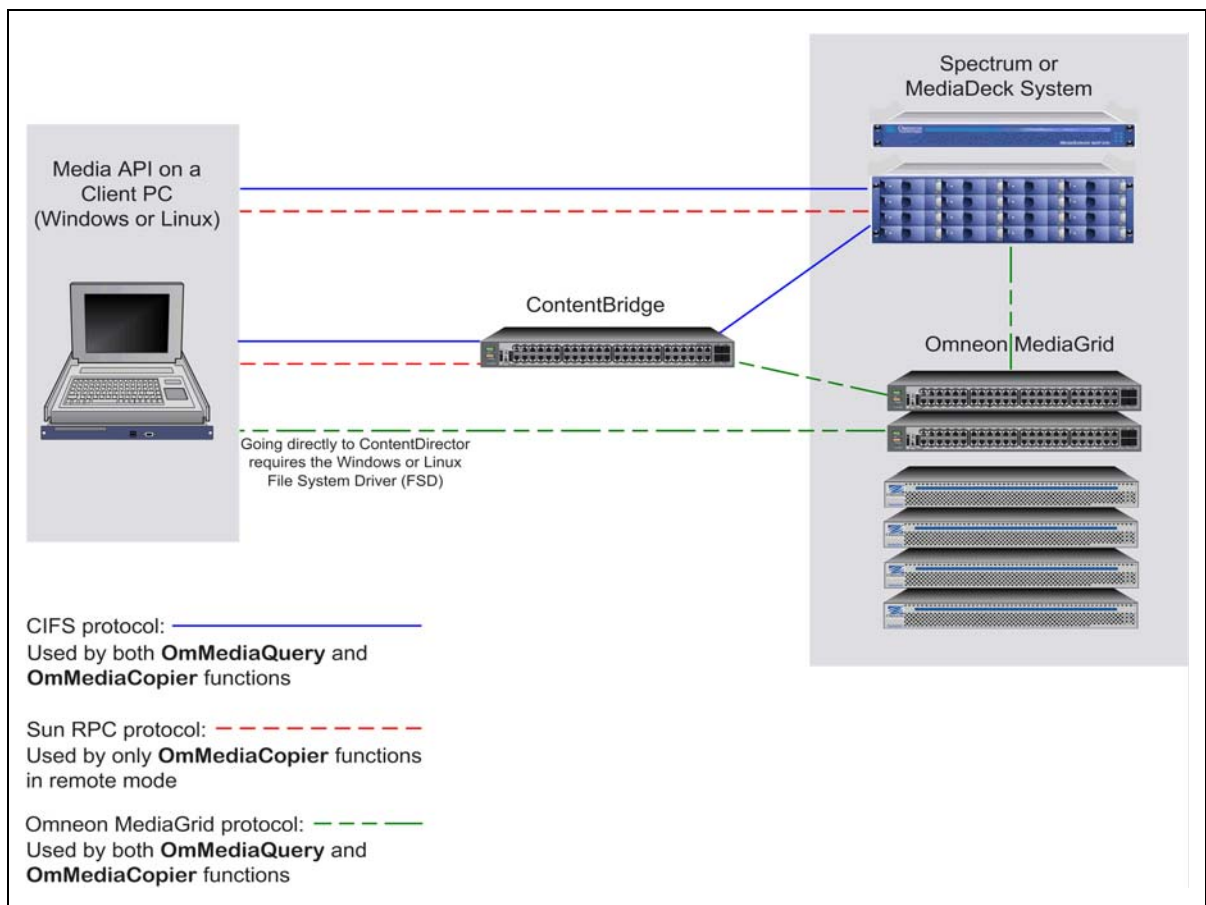 Spectrum or
MediaDeck System
Media API on a
Client PC
(Windows or Linux)
ContentBridge
Omneon MediaGrid
Going directly to ContentDirector
requires the Windows or Linux
File System Driver (FSD)
CIFS protocol:
Used by both OmMediaQuery and
OmMediaCopier functions
Sun RPC protocol:
Used by only OmMediaCopier functions
in remote mode
Omneon MediaGrid protocol:
Used by both OmMediaQuery and
OmMediaCopier functions